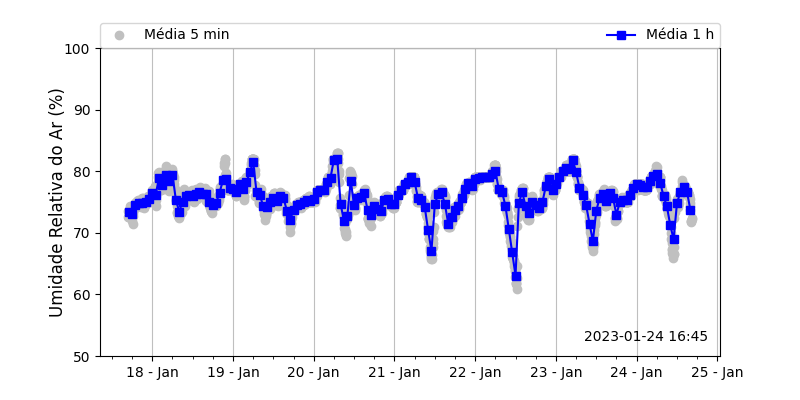 Média 5 min
Média 1 h
Umidade Relativa do Ar (%)
100
90
80
70
60
50
2023-01-24 16:45
18 - Jan
19 - Jan
20 - Jan
21 - Jan
22 - Jan
23 - Jan
24 - Jan
25 - Jan